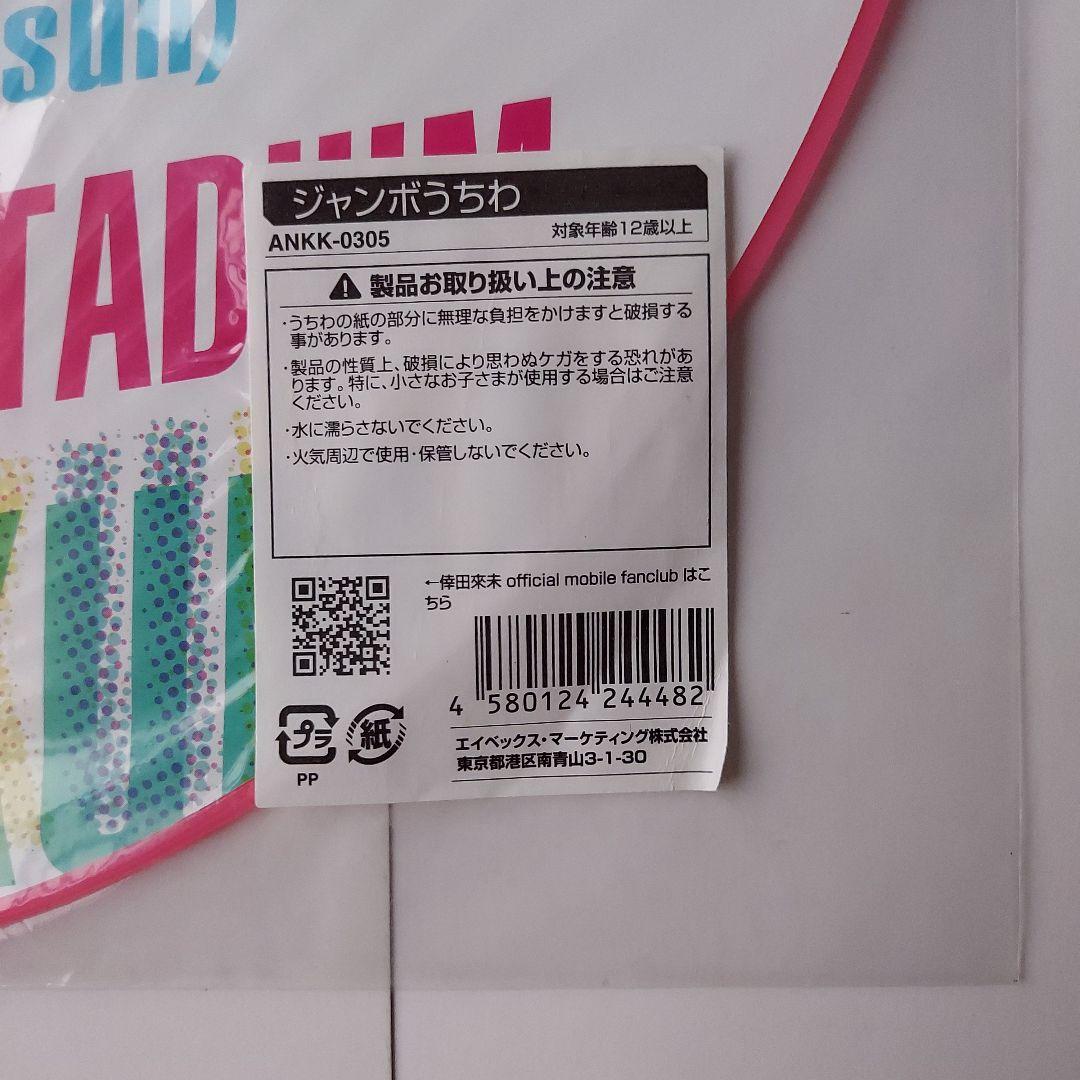 sun)
TADIUM
ジャンボうちわ
ANKK-0305
対象年齢12歳以上
製品お取り扱い上の注意
・うちわの紙の部分に無理な負担をかけますと破損する
事があります。
・製品の性質上、破損により思わぬケガをする恐れがあ
ります。特に、小さなお子さまが使用する場合はご注意
ください。
・水に濡らさないでください。
・火気周辺で使用・保管しないでください。
←倖田來未 official mobile fanclub はこ
ちら
4 580124 244482
プラ
紙
PP
エイベックス・マーケティング株式会社
東京都港区南青山3-1-30